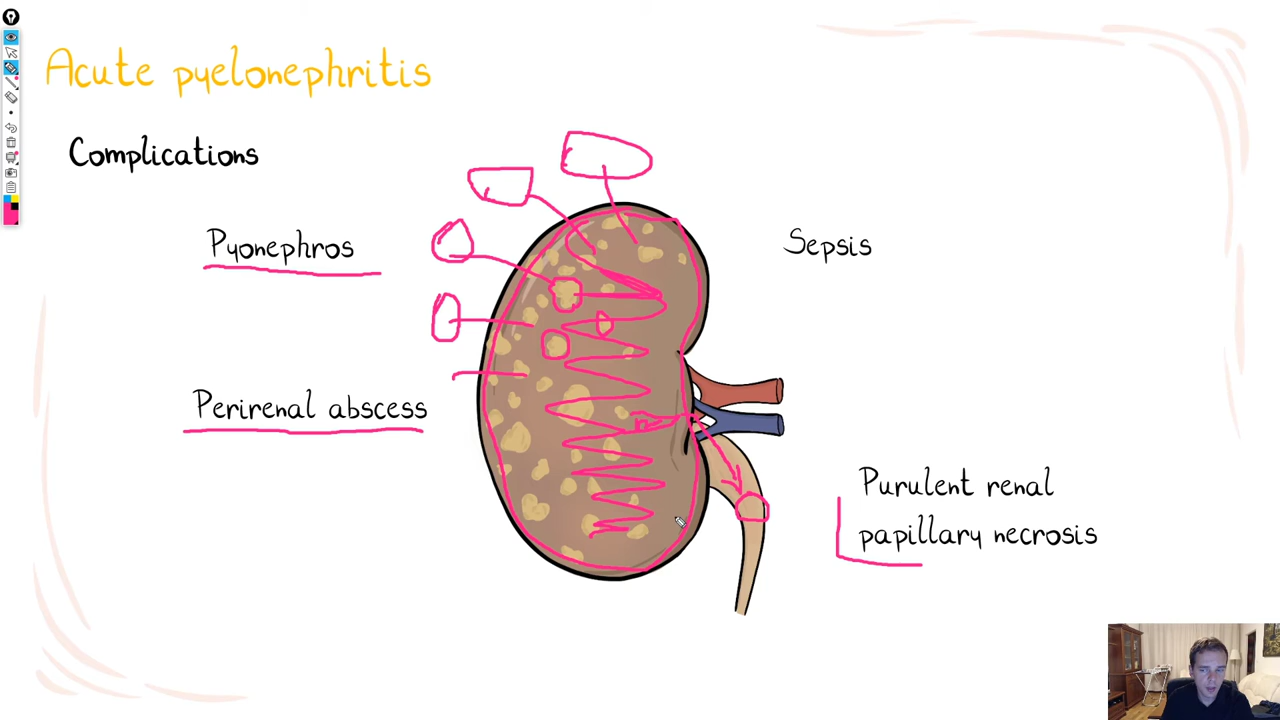 Acute pyelonephritis
Complications
Pyonephros
Sepsis
Perirenal abscess
Purulent renal
papillary necrosis